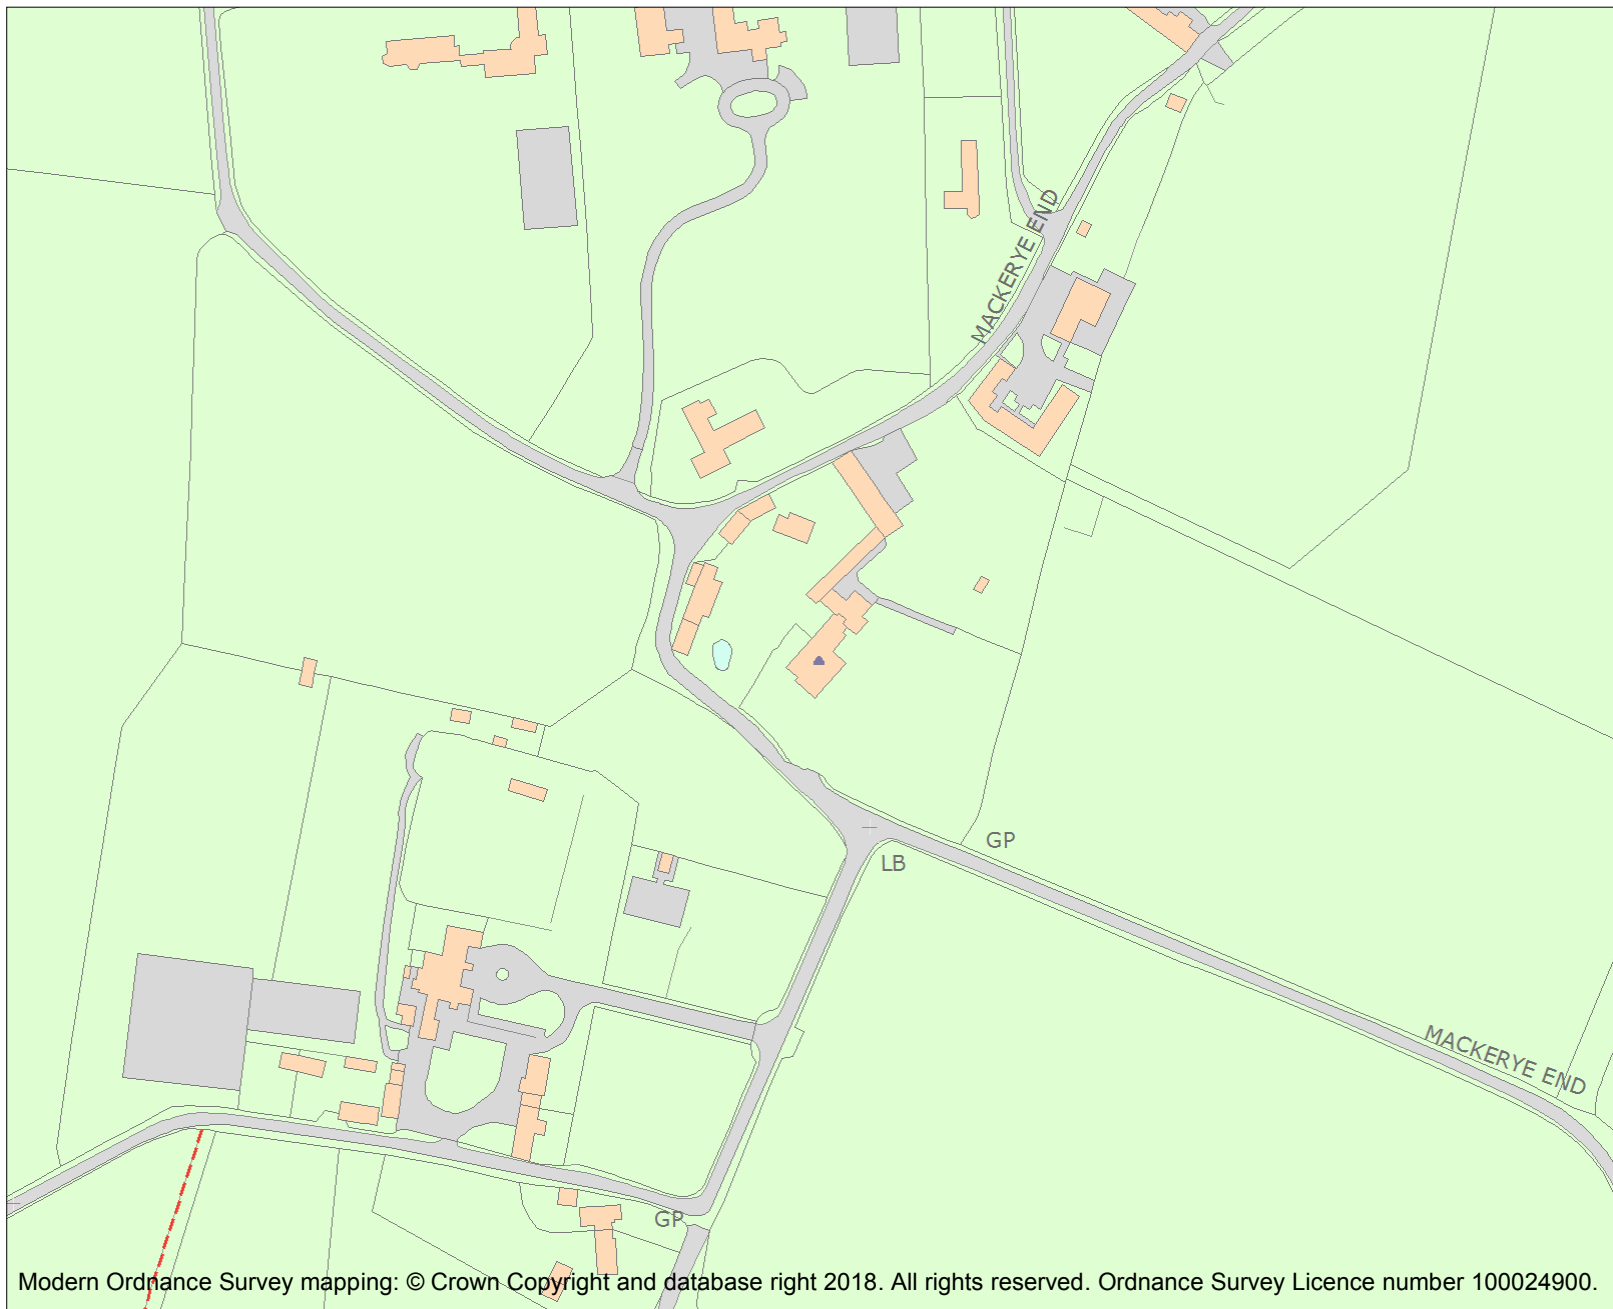 MACKERYE END
GP
LB
MACKERYE END
GP
Modern Ordnance Survey mapping: © Crown Copyright and database right 2018. All rights reserved. Ordnance Survey Licence number 100024900.